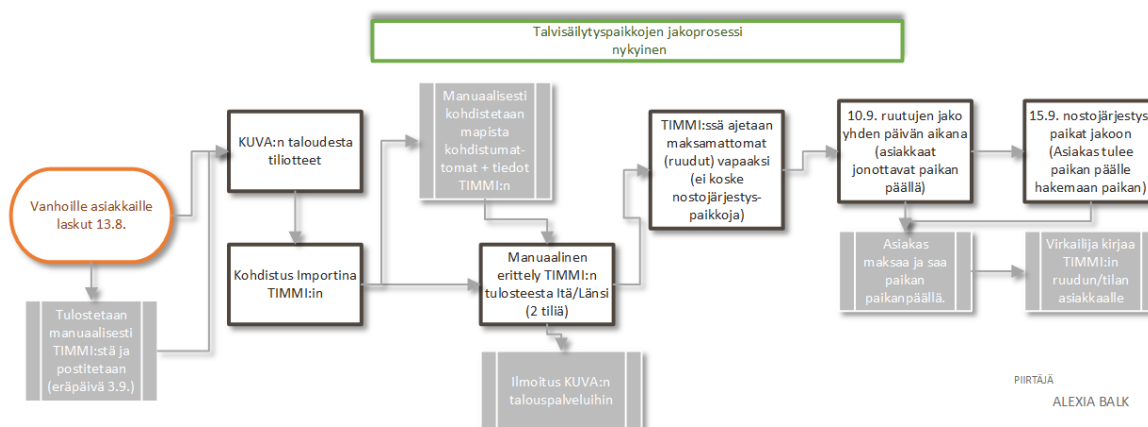 Talvisäilytyspaikkojen jakoprosessi
nykyinen
Vanhoille asiakkaille
laskut 13.8.
Tulostetaan
manuaalisesti
TIMMI:stä ja
postitetaan
(eräpäivä 3.9.)
KUVA:n taloudesta
tiliotteet
Kohdistus Importina
TIMMI:in
Manuaalisesti
kohdistetaan
mapista
kohdistumat-
tomat + tiedot
TIMMI:n
Manuaalinen
erittely TIMMI:n
tulosteesta Itä/Länsi
(2 tiliä)
Ilmoitus KUVA:n
talouspalveluihin
TIMMI:ssä ajetaan
maksamattomat
(ruudut) vapaaksi
(ei koske
nostojärjestys-
paikkoja)
10.9. ruutujen jako
yhden päivän aikana
(asiakkaat
jonottavat paikan
päällä)
Asiakas
maksaa ja saa
paikan
paikanpäällä.
15.9. nostojärjestys
paikat jakoon
(Asiakas tulee
paikan päälle
hakemaan paikan)
Virkailija kirjaa
TIMMI:in
ruudun/tilan
asiakkaalle
PIIRTÄJÄ
ALEXIA BALK